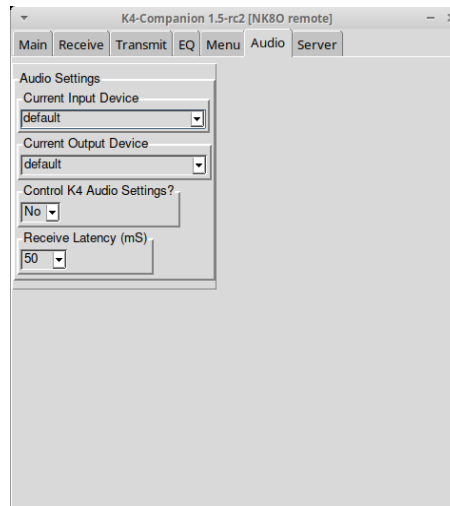 K4-Companion 1.5-rc2 [NK8O remote]
Main Receive Transmit EQ Menu Audio Server
Audio Settings
Current Input Device
default
Current Output Device
default
Control K4 Audio Settings?
No
Receive Latency (mS)
50